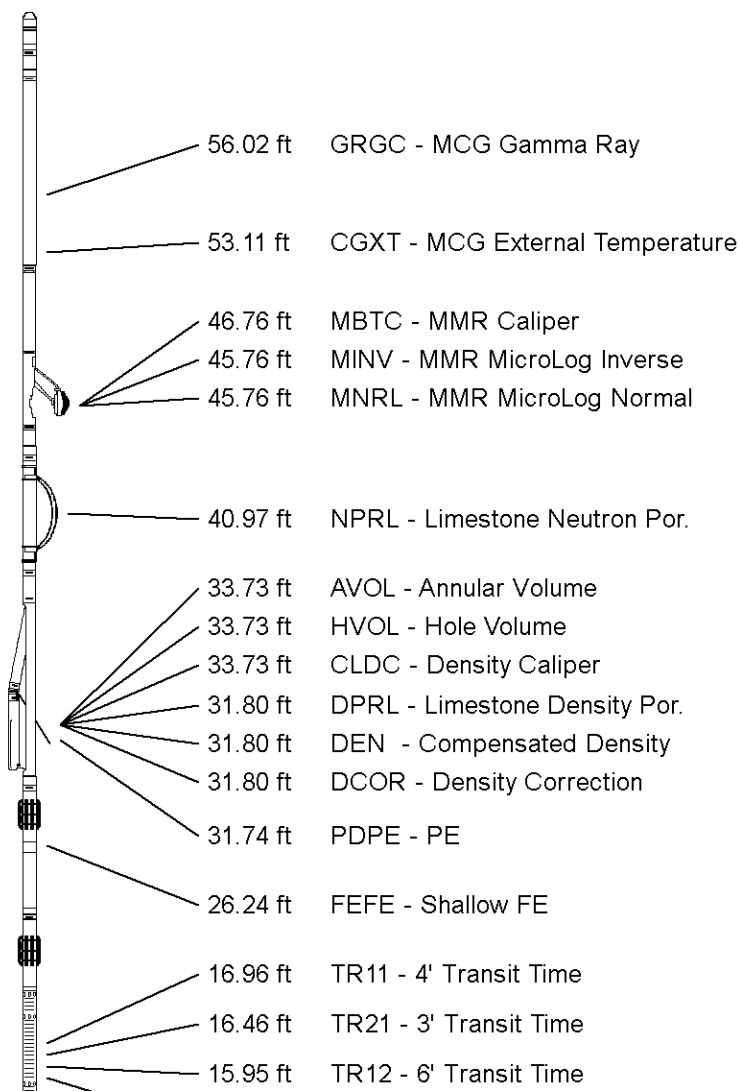 56.02 ft GRGC - MCG Gamma Ray
53.11 ft CGXT - MCG External Temperature
46.76 ft MBTC - MMR Caliper
45.76 ft MINV - MMR MicroLog Inverse
45.76 ft MNRL - MMR MicroLog Normal
40.97 ft NPRL - Limestone Neutron Por.
33.73 ft AVOL - Annular Volume
33.73 ft HVOL - Hole Volume
33.73 ft CLDC - Density Caliper
31.80 ft DPRL - Limestone Density Por.
31.80 ft DEN - Compensated Density
31.80 ft DCOR - Density Correction
31.74 ft PDPE - PE
26.24 ft FEFE - Shallow FE
16.96 ft TR11 - 4' Transit Time
16.46 ft TR21 - 3' Transit Time
15.95 ft TR12 - 6' Transit Time